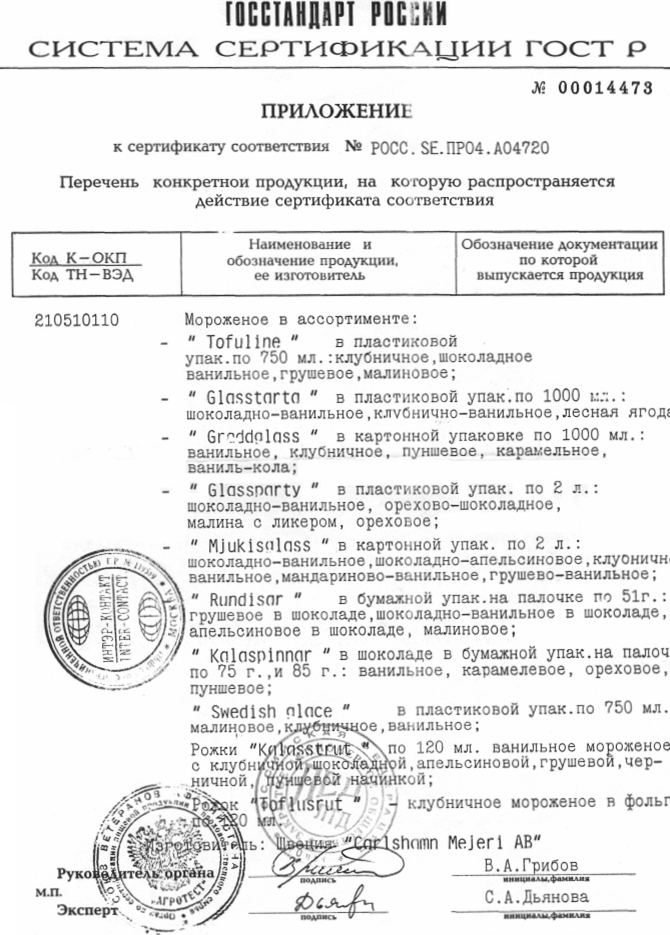 ГОССТАНДАРТ РОССИИ
СИСТЕМА СЕРТИФИКАЦИИ ГОСТ Р
№ 00014473
ПРИЛОЖЕНИЕ
к сертификату соответствия № РОСС. SE.ПР04.А04720
Перечень конкретной продукции, на которую распространяется
действие сертификата соответствия
Код К-ОКП
Код ТН-ВЭД
Наименование и
обозначение продукции,
ее изготовитель
Обозначение документации
по которой
выпускается продукция
210510110
Мороженое в ассортименте:
- " Tofuline " в пластиковой
упак.по 750 мл.:клубничное,шоколадное
ванильное,грушевое,малиновое;
- " Glasstarta " в пластиковой упак.по 1000 мл.:
шоколадно-ванильное,клубнично-ванильное,лесная ягода
- " Graddglass " в картонной упаковке по 1000 мл.:
ванильное, клубничное, пуншевое, карамельное,
ваниль-кола;
- " Glassparty " в пластиковой упак. по 2 л.:
шоколадно-ванильное, орехово-шоколадное,
малина с ликером, ореховое;
- " Mjukisglass " в картонной упак. по 2 л.:
шоколадно-ванильное,шоколадно-апельсиновое,клубничн
ванильное,мандариново-ванильное,грушево-ванильное;
" Rundisar " в бумажной упак.на палочке по 51г.:
грушевое в шоколаде,шоколадно-ванильное в шоколаде,
апельсиновое в шоколаде, малиновое;
" Kalaspinnar " в шоколаде в бумажной упак.на палоч
по 75 г.,и 85 г.: ванильное, карамелевое, ореховое,
пуншевое;
" Swedish glace " в пластиковой упак.по 750 мл.
малиновое,клубничное,ванильное;
Рожки "Kalasstrut " по 120 мл. ванильное мороженое
с клубничной,шоколадной,апельсиновой,грушевой,чер-
ничной, пуншевой начинкой;
Рожок "Toflusrut " - клубничное мороженое в фольг
по 120 мл.
Изготовитель: Швеция "Carlshamn Mejeri AB"
Руководитель органа
подпись
В.А.Грибов
инициалы,фамилия
м.п.
Эксперт
подпись
С.А.Дьянова
инициалы,фамилия
ИНТЭР-КОНТАКТ
INTER-CONTACT
МОСКВА
"АГРОТЕСТ"